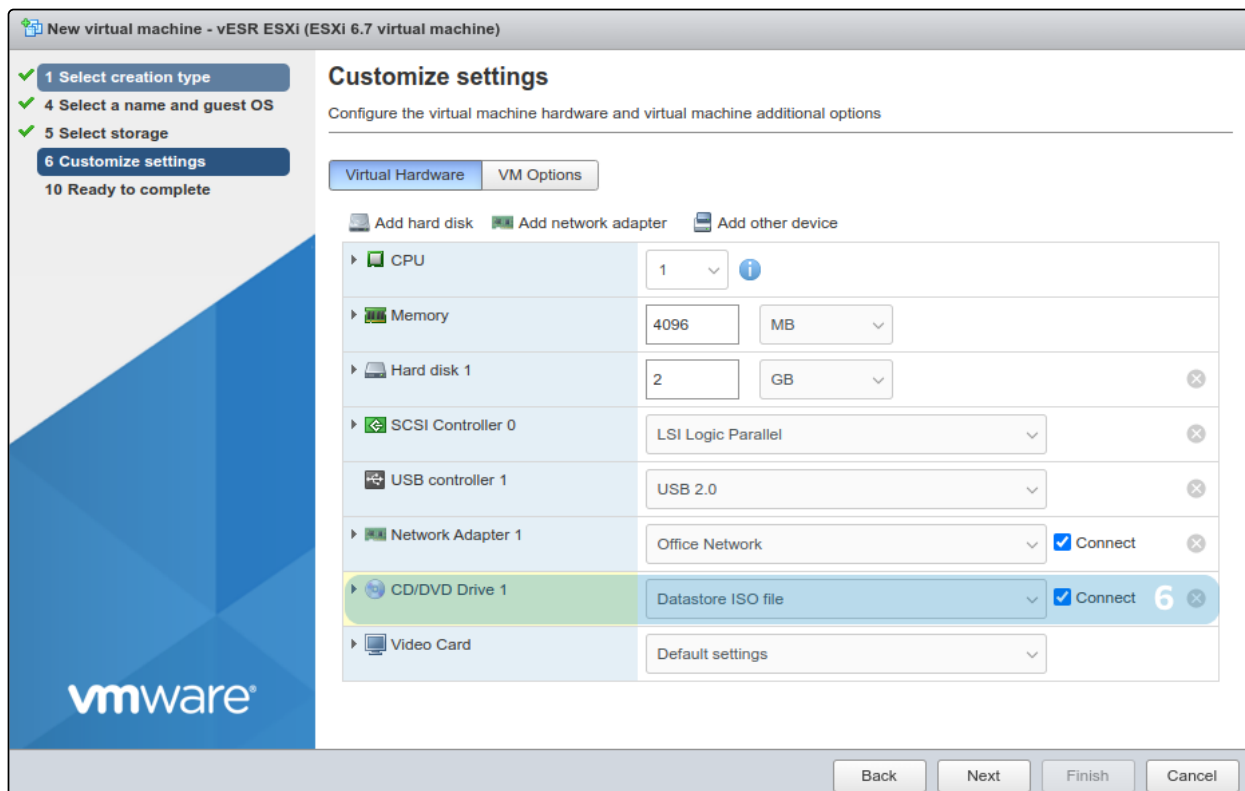 New virtual machine - vESR ESXi (ESXi 6.7 virtual machine)
1 Select creation type
4 Select a name and guest OS
5 Select storage
6 Customize settings
10 Ready to complete
vmware®
Customize settings
Configure the virtual machine hardware and virtual machine additional options
Virtual Hardware VM Options
Add hard disk Add network adapter Add other device
CPU 1
Memory 4096 MB
Hard disk 1 2 GB
SCSI Controller 0 LSI Logic Parallel
USB controller 1 USB 2.0
Network Adapter 1 Office Network Connect
CD/DVD Drive 1 Datastore ISO file Connect 6
Video Card Default settings
Back Next Finish Cancel